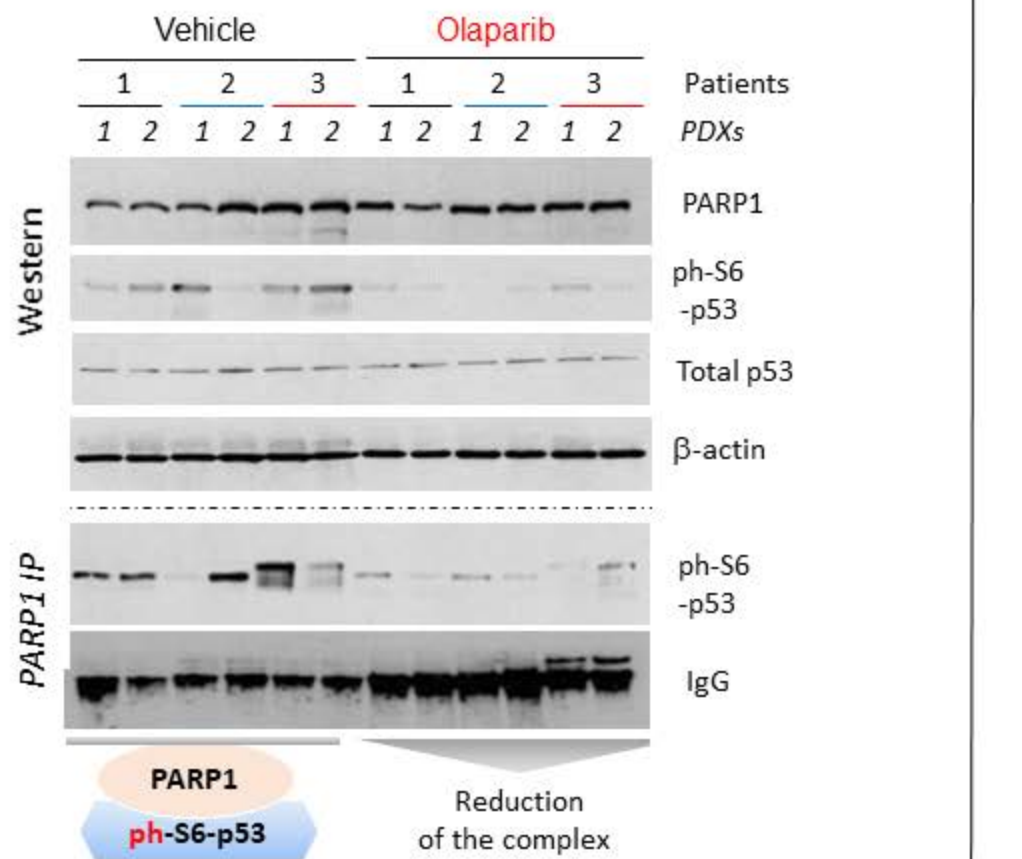 Vehicle Olaparib
1 2 3 1 2 3 Patients
1 2 1 2 1 2 1 2 1 2 1 2 PDXs
Western
PARP1
ph-S6
-p53
Total p53
β-actin
PARP1 IP
ph-S6
-p53
IgG
PARP1
ph-S6-p53
Reduction
of the complex